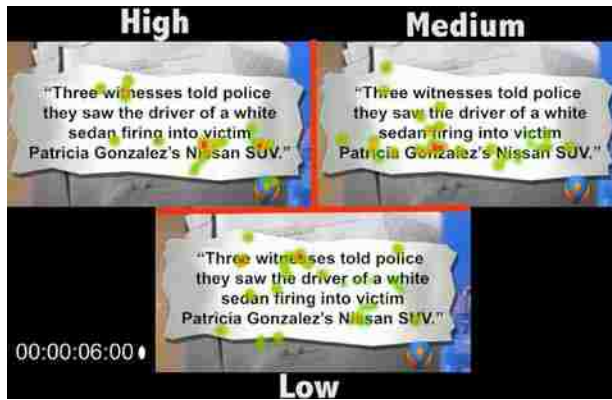 High
Medium
“Three witnesses told police
they saw the driver of a white
sedan firing into victim
Patricia Gonzalez's Nissan SUV.”
“Three witnesses told police
they saw the driver of a white
sedan firing into victim
Patricia Gonzalez's Nissan SUV.”
“Three witnesses told police
they saw the driver of a white
sedan firing into victim
Patricia Gonzalez's Nissan SUV.”
00:00:06:00
Low